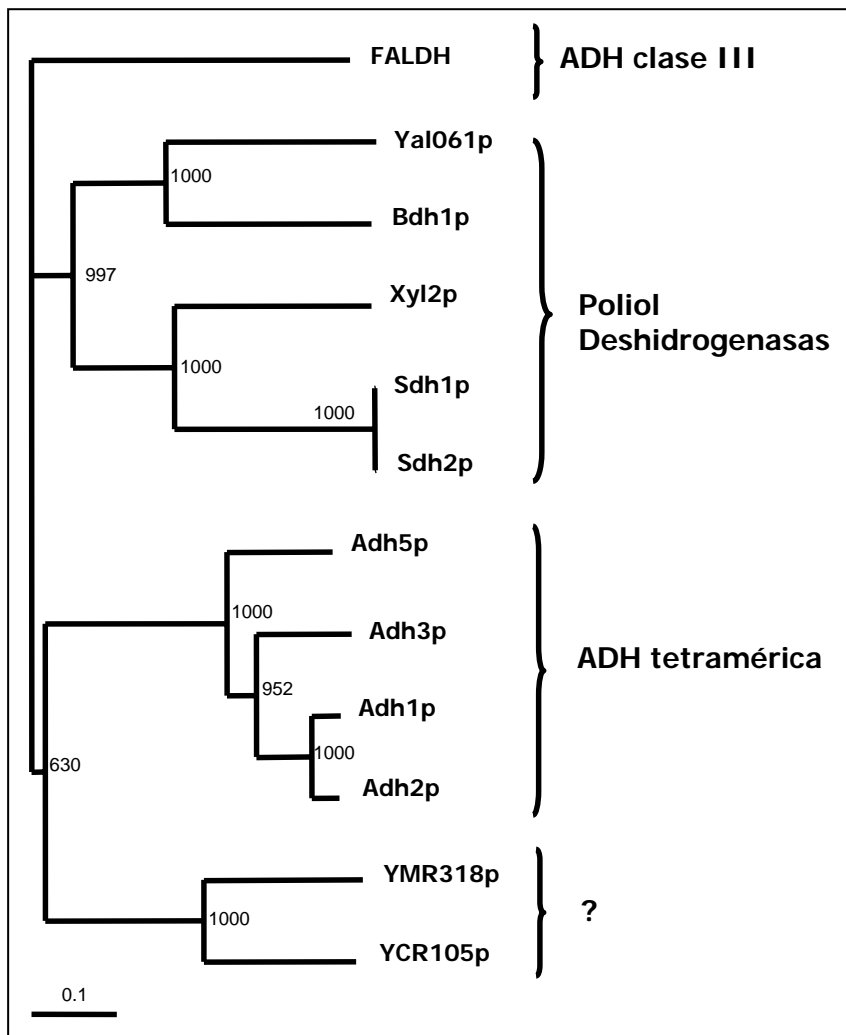 FALDH
ADH clase III
Yal061p
1000
Bdh1p
997
Xyl2p
Poliol
Deshidrogenasas
1000
Sdh1p
1000
Sdh2p
Adh5p
1000
Adh3p
ADH tetramérica
952
Adh1p
1000
630
Adh2p
YMR318p
?
1000
YCR105p
0.1